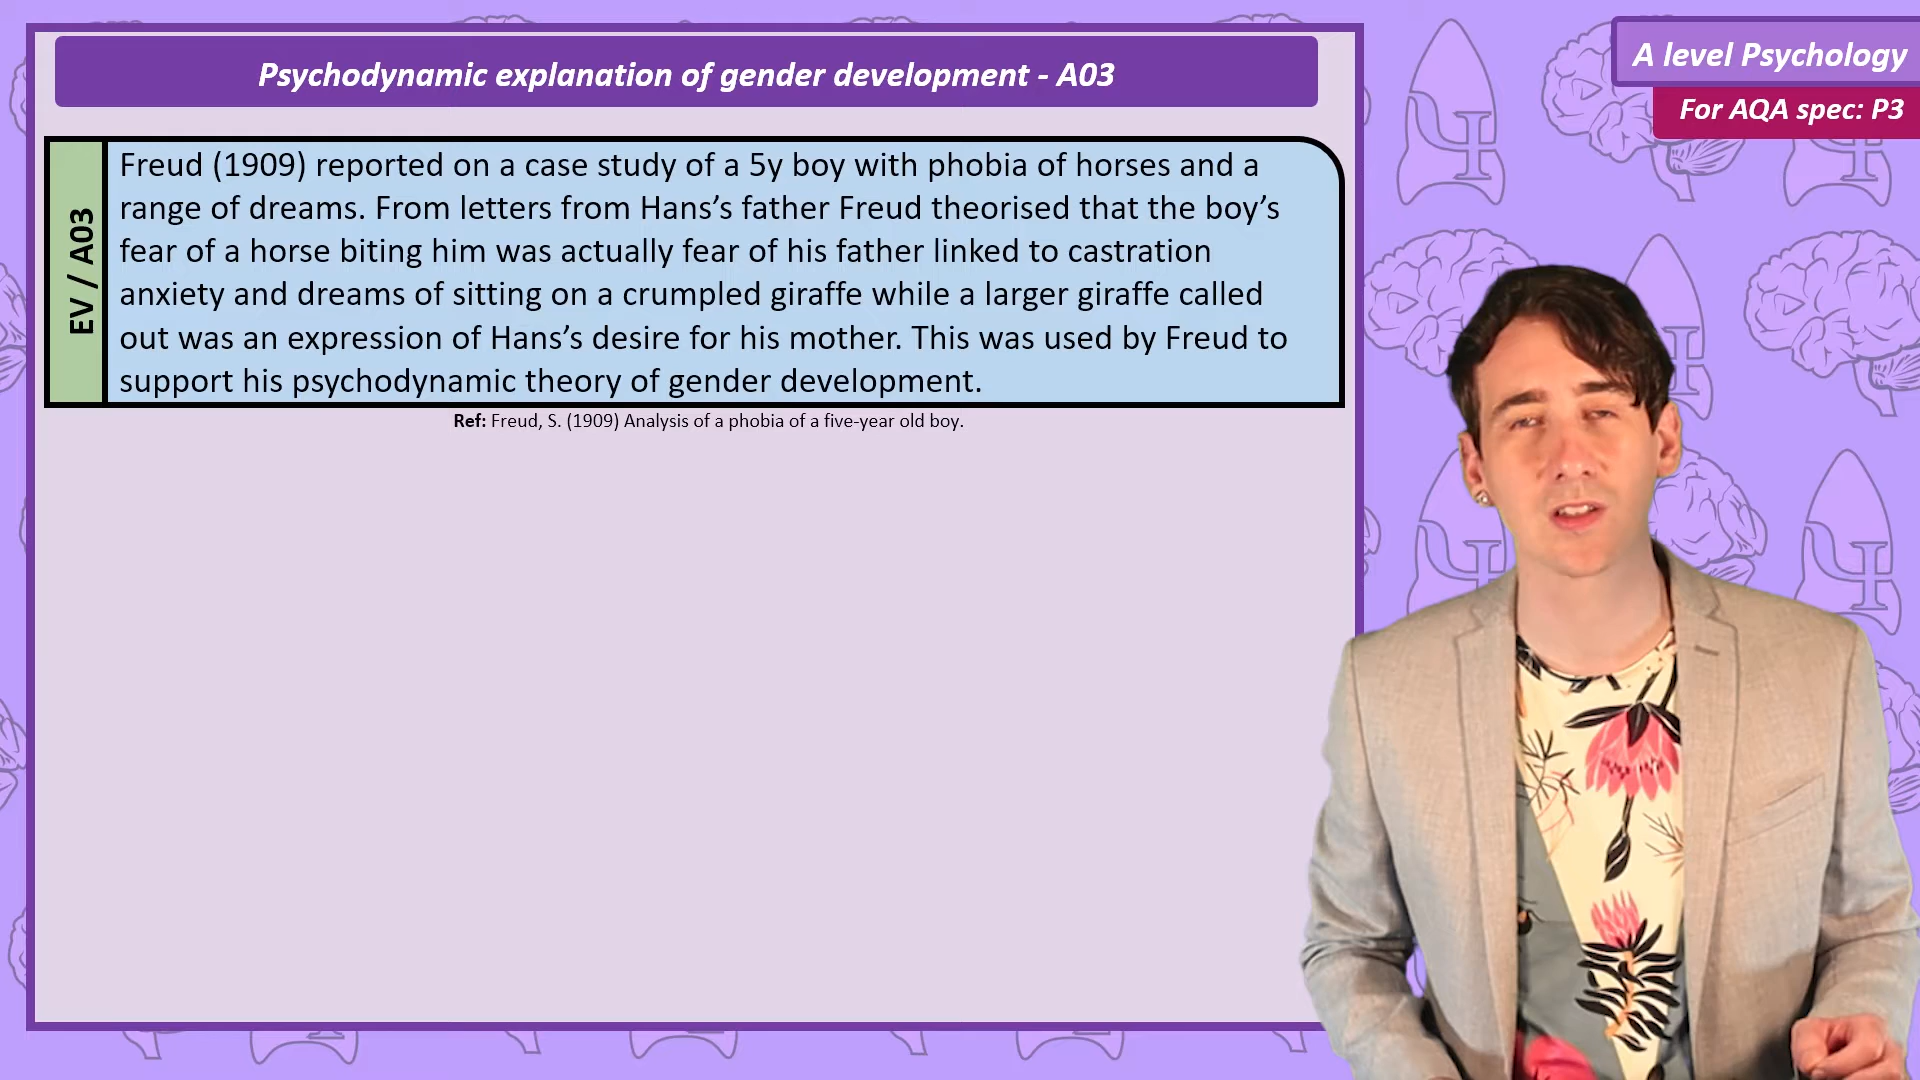 Psychodynamic explanation of gender development - A03
A level Psychology
For AQA spec: P3
EV / A03
Freud (1909) reported on a case study of a 5y boy with phobia of horses and a
range of dreams. From letters from Hans’s father Freud theorised that the boy’s
fear of a horse biting him was actually fear of his father linked to castration
anxiety and dreams of sitting on a crumpled giraffe while a larger giraffe called
out was an expression of Hans’s desire for his mother. This was used by Freud to
support his psychodynamic theory of gender development.
Ref: Freud, S. (1909) Analysis of a phobia of a five-year old boy.